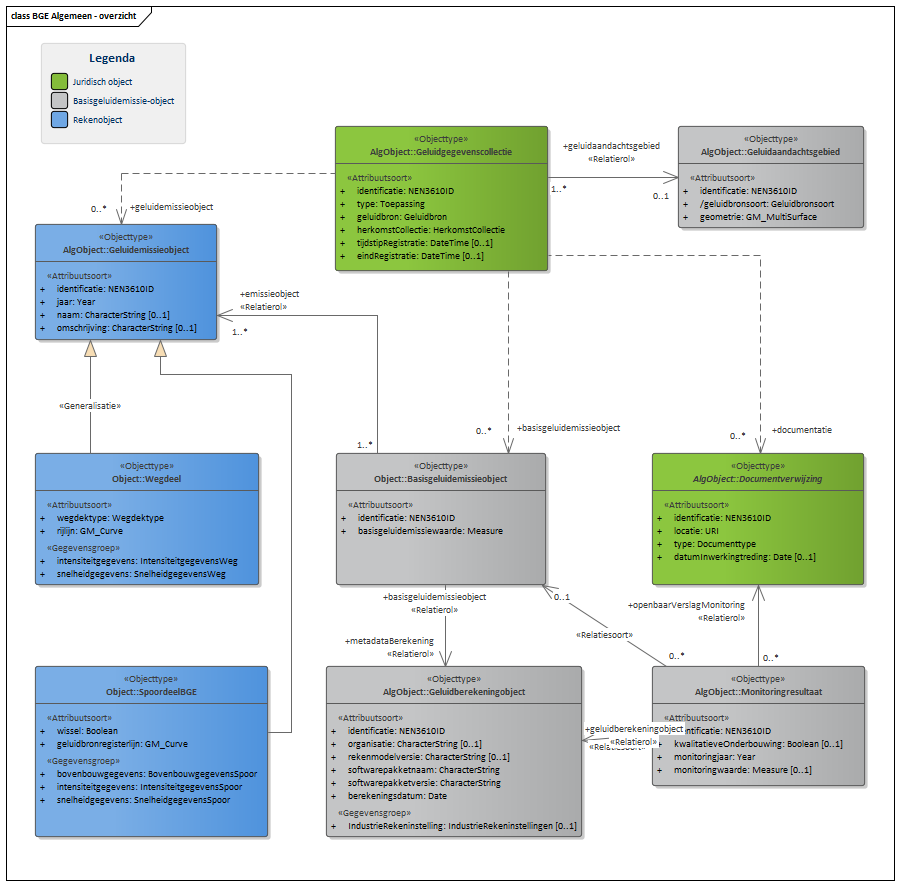 class BGE Algemeen - overzicht
Legenda
Juridisch object
Basisgeluidemissie-object
Rekenobject
«Objecttype»
AlgObject::Geluidgegevenscollectie
«Attribuutsoort»
+ identificatie: NEN3610ID
+ type: Toepassing
+ geluidbron: Geluidbron
+ herkomstCollectie: HerkomstCollectie
+ tijdstipRegistratie: DateTime [0..1]
+ eindRegistratie: DateTime [0..1]
+geluidaandachtsgebied
«Relatierol»
1..*
0..1
«Objecttype»
AlgObject::Geluidaandachtsgebied
«Attribuutsoort»
+ identificatie: NEN3610ID
+ /geluidbronsoort: Geluidbronsoort
+ geometrie: GM_MultiSurface
0..*
+geluidemissieobject
«Objecttype»
AlgObject::Geluidemissieobject
«Attribuutsoort»
+ identificatie: NEN3610ID
+ jaar: Year
+ naam: CharacterString [0..1]
+ omschrijving: CharacterString [0..1]
+emissieobject
«Relatierol»
1..*
«Generalisatie»
1..*
0..*
+basisgeluidemissieobject
0..*
+documentatie
«Objecttype»
Object::Wegdeel
«Attribuutsoort»
+ wegdektype: Wegdektype
+ rijlijn: GM_Curve
«Gegevensgroep»
+ intensiteitgegevens: IntensiteitgegevensWeg
+ snelheidgegevens: SnelheidgegevensWeg
«Objecttype»
Object::Basisgeluidemissieobject
«Attribuutsoort»
+ identificatie: NEN3610ID
+ basisgeluidemissiewaarde: Measure
«Objecttype»
AlgObject::Documentverwijzing
«Attribuutsoort»
+ identificatie: NEN3610ID
+ locatie: URI
+ type: Documenttype
+ datumInwerkingtreding: Date [0..1]
+basisgeluidemissieobject
«Relatierol»
0..1
+openbaarVerslagMonitoring
«Relatierol»
«Relatiesoort»
+metadataBerekening
«Relatierol»
0..*
0..*
«Objecttype»
Object::SpoordeelBGE
«Attribuutsoort»
+ wissel: Boolean
+ geluidbronregisterlijn: GM_Curve
«Gegevensgroep»
+ bovenbouwgegevens: BovenbouwgegevensSpoor
+ intensiteitgegevens: IntensiteitgegevensSpoor
+ snelheidgegevens: SnelheidgegevensSpoor
«Objecttype»
AlgObject::Geluidberekeningobject
«Attribuutsoort»
+ identificatie: NEN3610ID
+ organisatie: CharacterString [0..1]
+ rekenmodelversie: CharacterString [0..1]
+ softwarepakketnaam: CharacterString
+ softwarepakketversie: CharacterString
+ berekeningsdatum: Date
«Gegevensgroep»
+ IndustrieRekeninstelling: IndustrieRekeninstellingen [0..1]
+geluidberekeningobject
«Relatierol»
«Objecttype»
AlgObject::Monitoringresultaat
«Attribuutsoort»
NEN3610ID
+ kwalitatieveOnderbouwing: Boolean [0..1]
+ monitoringjaar: Year
+ monitoringwaarde: Measure [0..1]